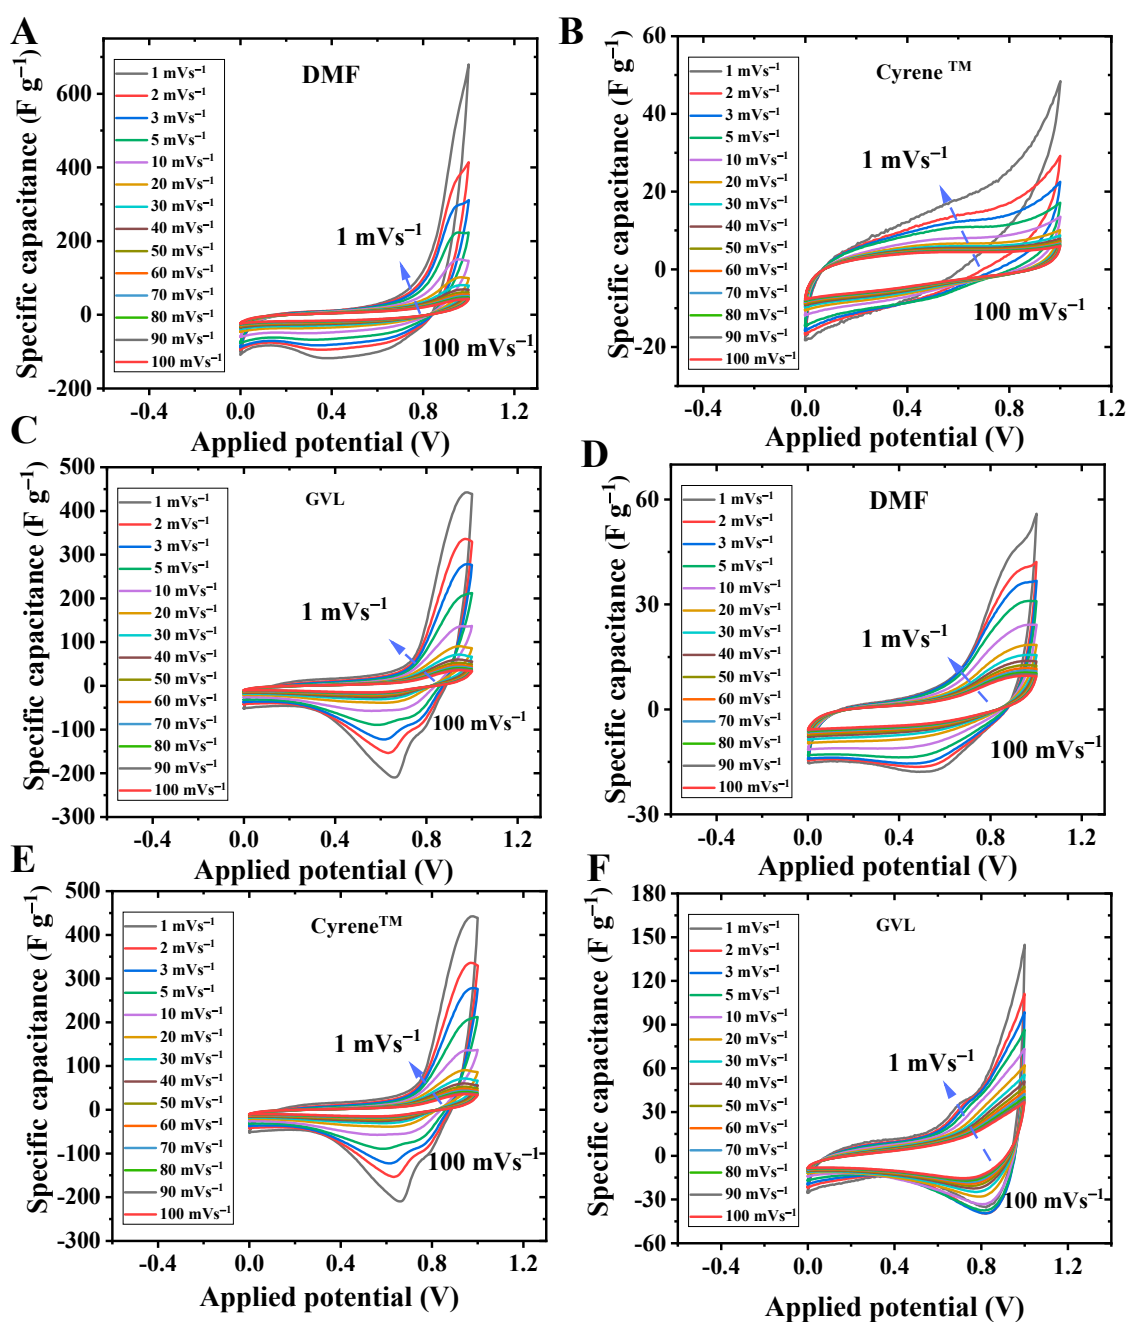 A
DMF
Specific capacitance (F g⁻¹)
600
400
200
0
-200
1 mVs⁻¹
2 mVs⁻¹
3 mVs⁻¹
5 mVs⁻¹
10 mVs⁻¹
20 mVs⁻¹
30 mVs⁻¹
40 mVs⁻¹
50 mVs⁻¹
60 mVs⁻¹
70 mVs⁻¹
80 mVs⁻¹
90 mVs⁻¹
100 mVs⁻¹
1 mVs⁻¹
100 mVs⁻¹
-0.4 0.0 0.4 0.8 1.2
Applied potential (V)
B
Cyrene ™
Specific capacitance (F g⁻¹)
60
40
20
0
-20
1 mVs⁻¹
2 mVs⁻¹
3 mVs⁻¹
5 mVs⁻¹
10 mVs⁻¹
20 mVs⁻¹
30 mVs⁻¹
40 mVs⁻¹
50 mVs⁻¹
60 mVs⁻¹
70 mVs⁻¹
80 mVs⁻¹
90 mVs⁻¹
100 mVs⁻¹
1 mVs⁻¹
100 mVs⁻¹
-0.4 0.0 0.4 0.8 1.2
Applied potential (V)
C
GVL
Specific capacitance (F g⁻¹)
500
400
300
200
100
0
-100
-200
-300
1 mVs⁻¹
2 mVs⁻¹
3 mVs⁻¹
5 mVs⁻¹
10 mVs⁻¹
20 mVs⁻¹
30 mVs⁻¹
40 mVs⁻¹
50 mVs⁻¹
60 mVs⁻¹
70 mVs⁻¹
80 mVs⁻¹
90 mVs⁻¹
100 mVs⁻¹
1 mVs⁻¹
100 mVs⁻¹
-0.4 0.0 0.4 0.8 1.2
Applied potential (V)
D
DMF
Specific capacitance (F g⁻¹)
60
30
0
-30
1 mVs⁻¹
2 mVs⁻¹
3 mVs⁻¹
5 mVs⁻¹
10 mVs⁻¹
20 mVs⁻¹
30 mVs⁻¹
40 mVs⁻¹
50 mVs⁻¹
60 mVs⁻¹
70 mVs⁻¹
80 mVs⁻¹
90 mVs⁻¹
100 mVs⁻¹
1 mVs⁻¹
100 mVs⁻¹
-0.4 0.0 0.4 0.8 1.2
Applied potential (V)
E
Cyrene™
Specific capacitance (F g⁻¹)
500
400
300
200
100
0
-100
-200
-300
1 mVs⁻¹
2 mVs⁻¹
3 mVs⁻¹
5 mVs⁻¹
10 mVs⁻¹
20 mVs⁻¹
30 mVs⁻¹
40 mVs⁻¹
50 mVs⁻¹
60 mVs⁻¹
70 mVs⁻¹
80 mVs⁻¹
90 mVs⁻¹
100 mVs⁻¹
1 mVs⁻¹
100 mVs⁻¹
-0.4 0.0 0.4 0.8 1.2
Applied potential (V)
F
GVL
Specific capacitance (F g⁻¹)
180
150
120
90
60
30
0
-30
-60
1 mVs⁻¹
2 mVs⁻¹
3 mVs⁻¹
5 mVs⁻¹
10 mVs⁻¹
20 mVs⁻¹
30 mVs⁻¹
40 mVs⁻¹
50 mVs⁻¹
60 mVs⁻¹
70 mVs⁻¹
80 mVs⁻¹
90 mVs⁻¹
100 mVs⁻¹
1 mVs⁻¹
100 mVs⁻¹
-0.4 0.0 0.4 0.8 1.2
Applied potential (V)